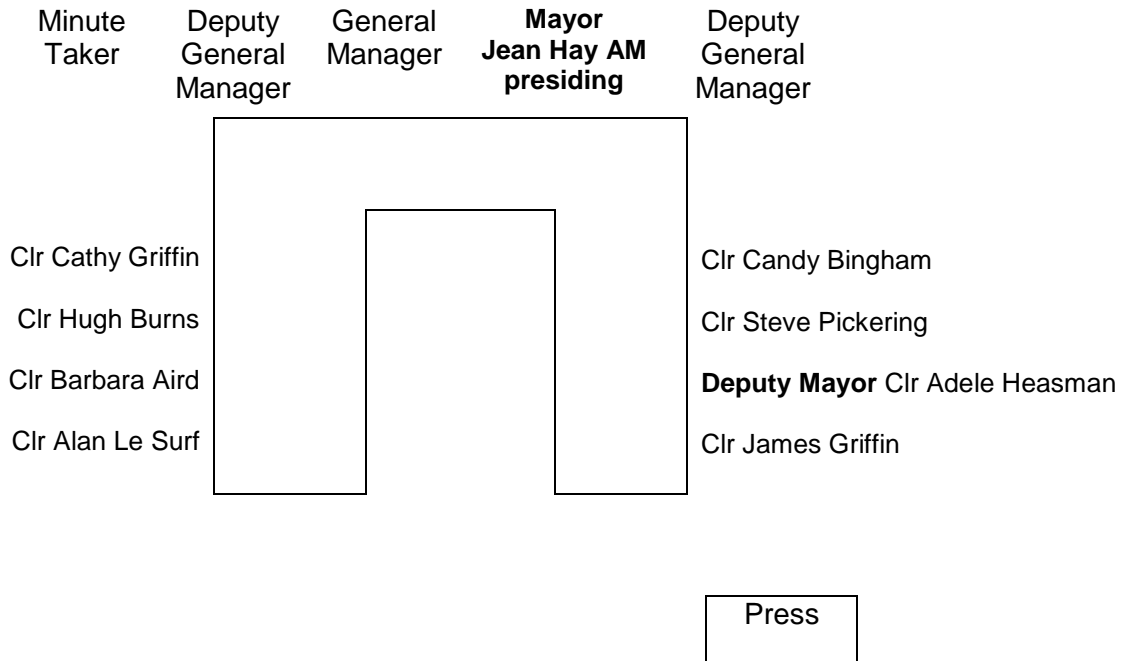 Minute Taker
Deputy General Manager
General Manager
Mayor Jean Hay AM presiding
Deputy General Manager
Clr Cathy Griffin
Clr Candy Bingham
Clr Hugh Burns
Clr Steve Pickering
Clr Barbara Aird
Deputy Mayor Clr Adele Heasman
Clr Alan Le Surf
Clr James Griffin
Press